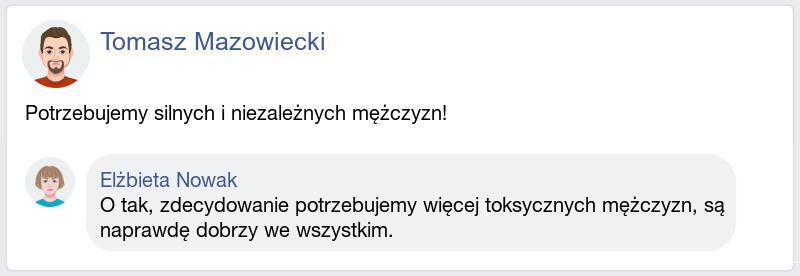 Tomasz Mazowiecki
Potrzebujemy silnych i niezależnych mężczyzn!
Elżbieta Nowak
O tak, zdecydowanie potrzebujemy więcej toksycznych mężczyzn, są
naprawdę dobrzy we wszystkim.